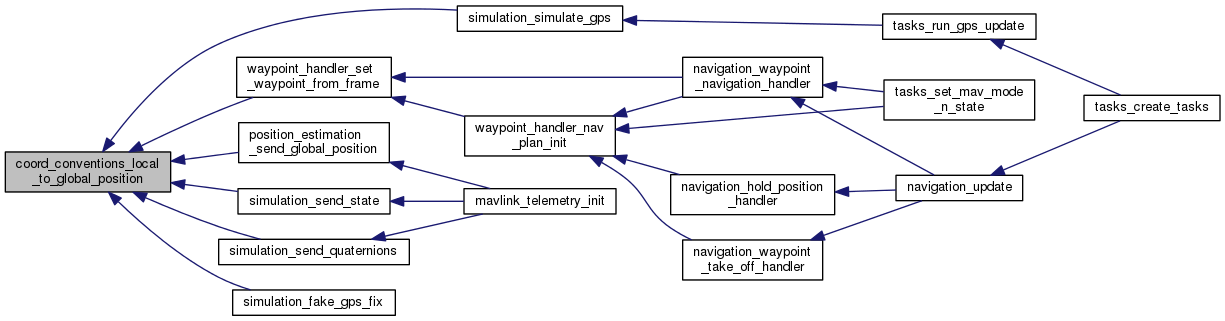 simulation_simulate_gps
tasks_run_gps_update
waypoint_handler_set
_waypoint_from_frame
navigation_waypoint
_navigation_handler
tasks_set_mav_mode
_n_state
tasks_create_tasks
position_estimation
_send_global_position
waypoint_handler_nav
_plan_init
coord_conventions_local
_to_global_position
navigation_hold_position
_handler
navigation_update
simulation_send_state
mavlink_telemetry_init
simulation_send_quaternions
navigation_waypoint
_take_off_handler
simulation_fake_gps_fix